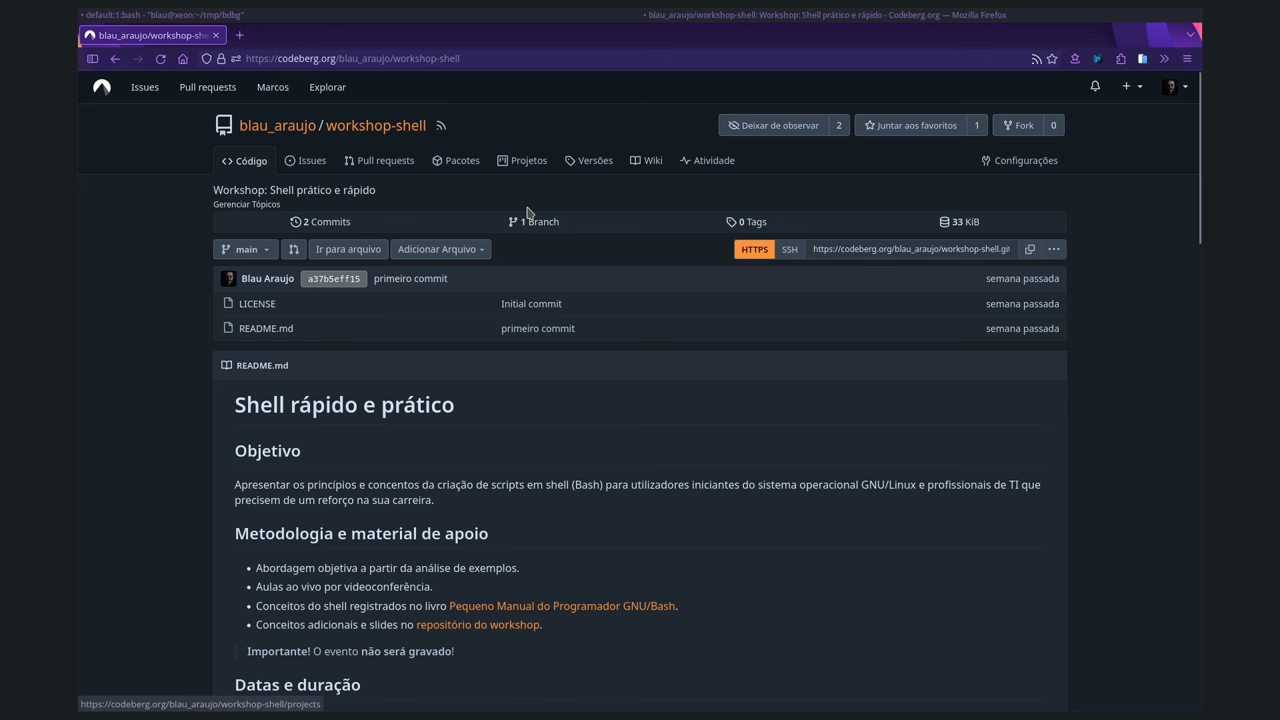 • default:1:bash - "blau@xeon:~/tmp/bdbg"
• blau_araujo/workshop-shell: Workshop: Shell prático e rápido - Codeberg.org — Mozilla Firefox
blau_araujo/workshop-she
https://codeberg.org/blau_araujo/workshop-shell
Issues Pull requests Marcos Explorar
blau_araujo/workshop-shell
Deixar de observar 2 Juntar aos favoritos 1 Fork 0
<> Código Issues Pull requests Pacotes Projetos Versões Wiki Atividade Configurações
Workshop: Shell prático e rápido
Gerenciar Tópicos
2 Commits 1 Branch 0 Tags 33 KiB
main Ir para arquivo Adicionar Arquivo HTTPS SSH https://codeberg.org/blau_araujo/workshop-shell.gi
Blau Araujo a37b5eff15 primeiro commit semana passada
LICENSE Initial commit semana passada
README.md primeiro commit semana passada
README.md
Shell rápido e prático
Objetivo
Apresentar os princípios e concentos da criação de scripts em shell (Bash) para utilizadores iniciantes do sistema operacional GNU/Linux e profissionais de TI que
precisem de um reforço na sua carreira.
Metodologia e material de apoio
• Abordagem objetiva a partir da análise de exemplos.
• Aulas ao vivo por videoconferência.
• Conceitos do shell registrados no livro Pequeno Manual do Programador GNU/Bash.
• Conceitos adicionais e slides no repositório do workshop.
Importante! O evento não será gravado!
Datas e duração
https://codeberg.org/blau_araujo/workshop-shell/projects